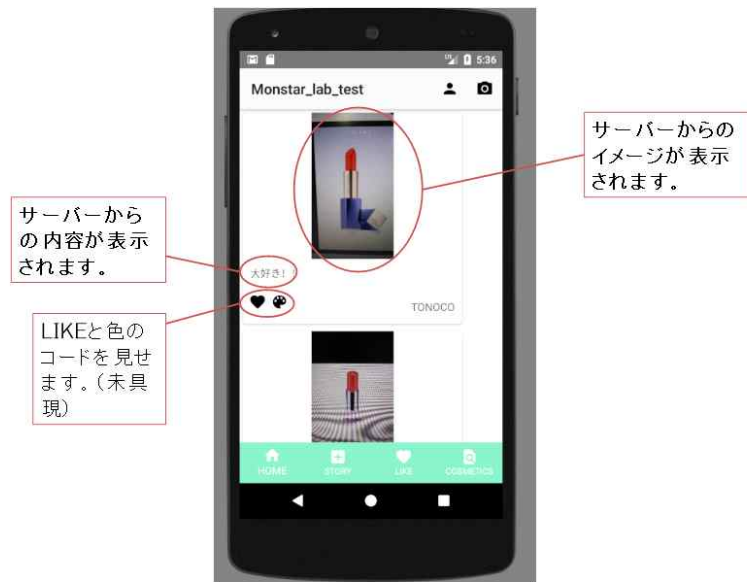 5:36
Monstar_lab_test
サーバーからの
イメージが表示
されます。
サーバーから
の内容が表示
されます。
大好き!
TONOCO
LIKEと色の
コードを見せ
ます。(未具
現)
HOME
STORY
LIKE
COSMETICS